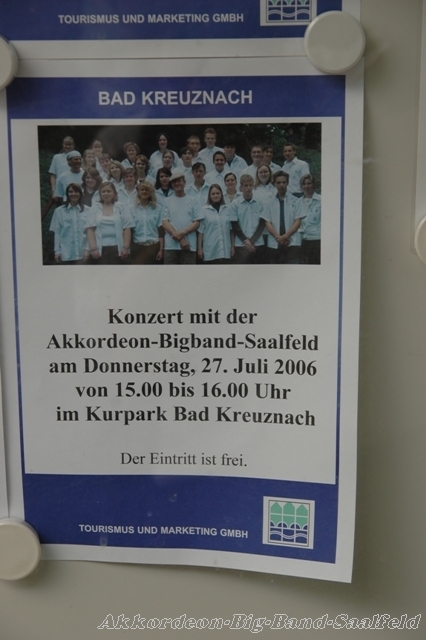 TOURISMUS UND MARKETING GMBH
BAD KREUZNACH
Konzert mit der
Akkordeon-Bigband-Saalfeld
am Donnerstag, 27. Juli 2006
von 15.00 bis 16.00 Uhr
im Kurpark Bad Kreuznach
Der Eintritt ist frei.
TOURISMUS UND MARKETING GMBH
Akkordeon-Big-Band-Saalfeld